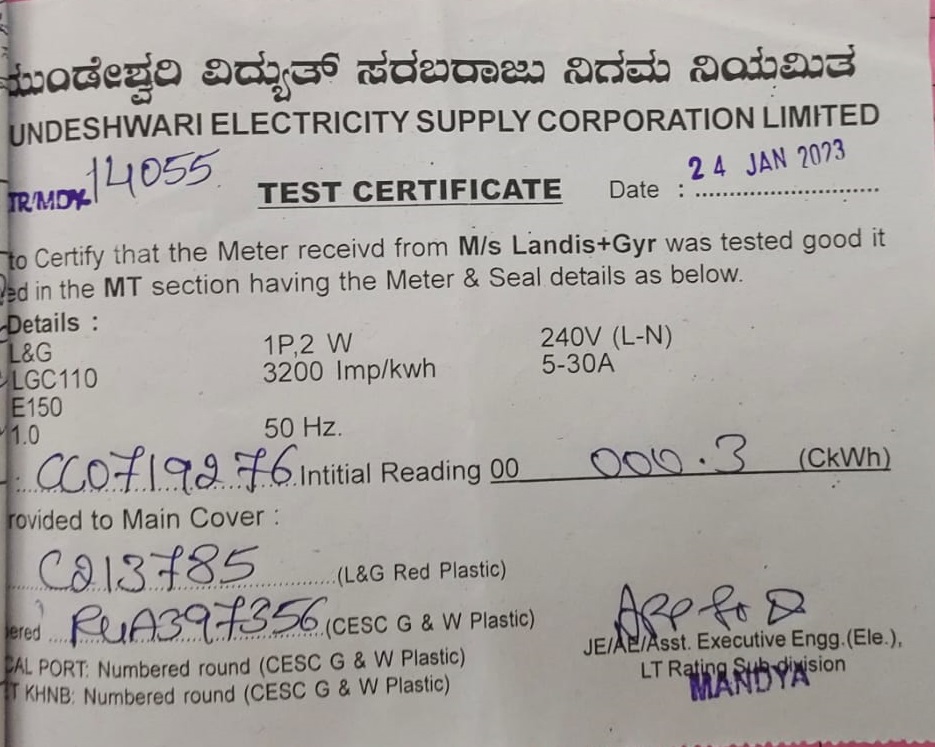 ಮುಂಡೇಶ್ವರಿ ವಿದ್ಯುತ್ ಸರಬರಾಜು ನಿಗಮ ನಿಯಮಿತ
UNDESHWARI ELECTRICITY SUPPLY CORPORATION LIMITED
TR/MDY 14055
TEST CERTIFICATE Date : 24 JAN 2023
to Certify that the Meter receivd from M/s Landis+Gyr was tested good it
ed in the MT section having the Meter & Seal details as below.
Details :
L&G 1P,2 W 240V (L-N)
LGC110 3200 Imp/kwh 5-30A
E150
1.0 50 Hz.
: CC0719276 Intitial Reading 00 000.3 (CkWh)
rovided to Main Cover :
C213785 (L&G Red Plastic)
ered RUA397356 (CESC G & W Plastic)
CAL PORT: Numbered round (CESC G & W Plastic)
T KHNB: Numbered round (CESC G & W Plastic)
JE/AE/Asst. Executive Engg.(Ele.),
LT Rating Sub-division
MANDYA